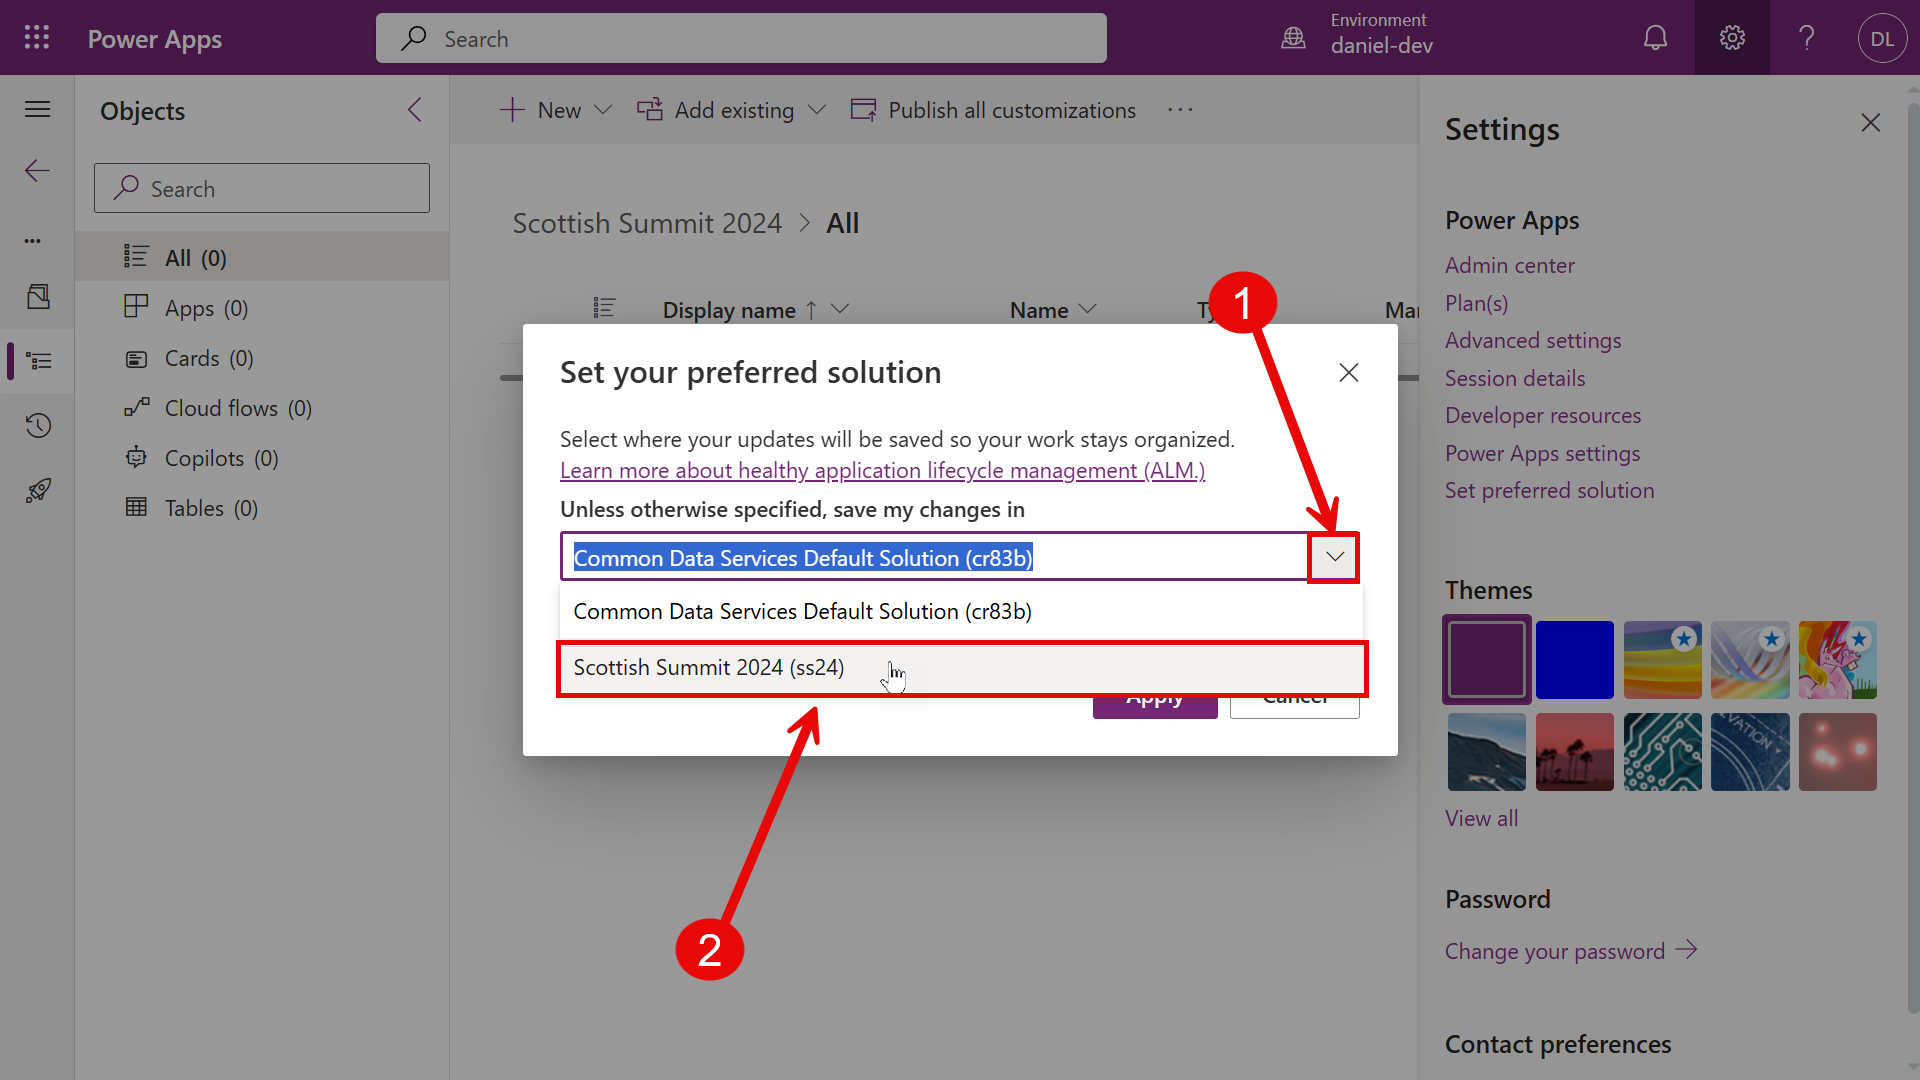 Power Apps
Search
Environment
daniel-dev
?
DL
Objects
Search
All (0)
Apps (0)
Cards (0)
Cloud flows (0)
Copilots (0)
Tables (0)
New
Add existing
Publish all customizations
Scottish Summit 2024 > All
Display name ↑
Name
1
Set your preferred solution
Select where your updates will be saved so your work stays organized.
Learn more about healthy application lifecycle management (ALM.)
Unless otherwise specified, save my changes in
Common Data Services Default Solution (cr83b)
Common Data Services Default Solution (cr83b)
Scottish Summit 2024 (ss24)
Apply
Cancel
2
Settings
Power Apps
Admin center
Plan(s)
Advanced settings
Session details
Developer resources
Power Apps settings
Set preferred solution
Themes
View all
Password
Change your password →
Contact preferences